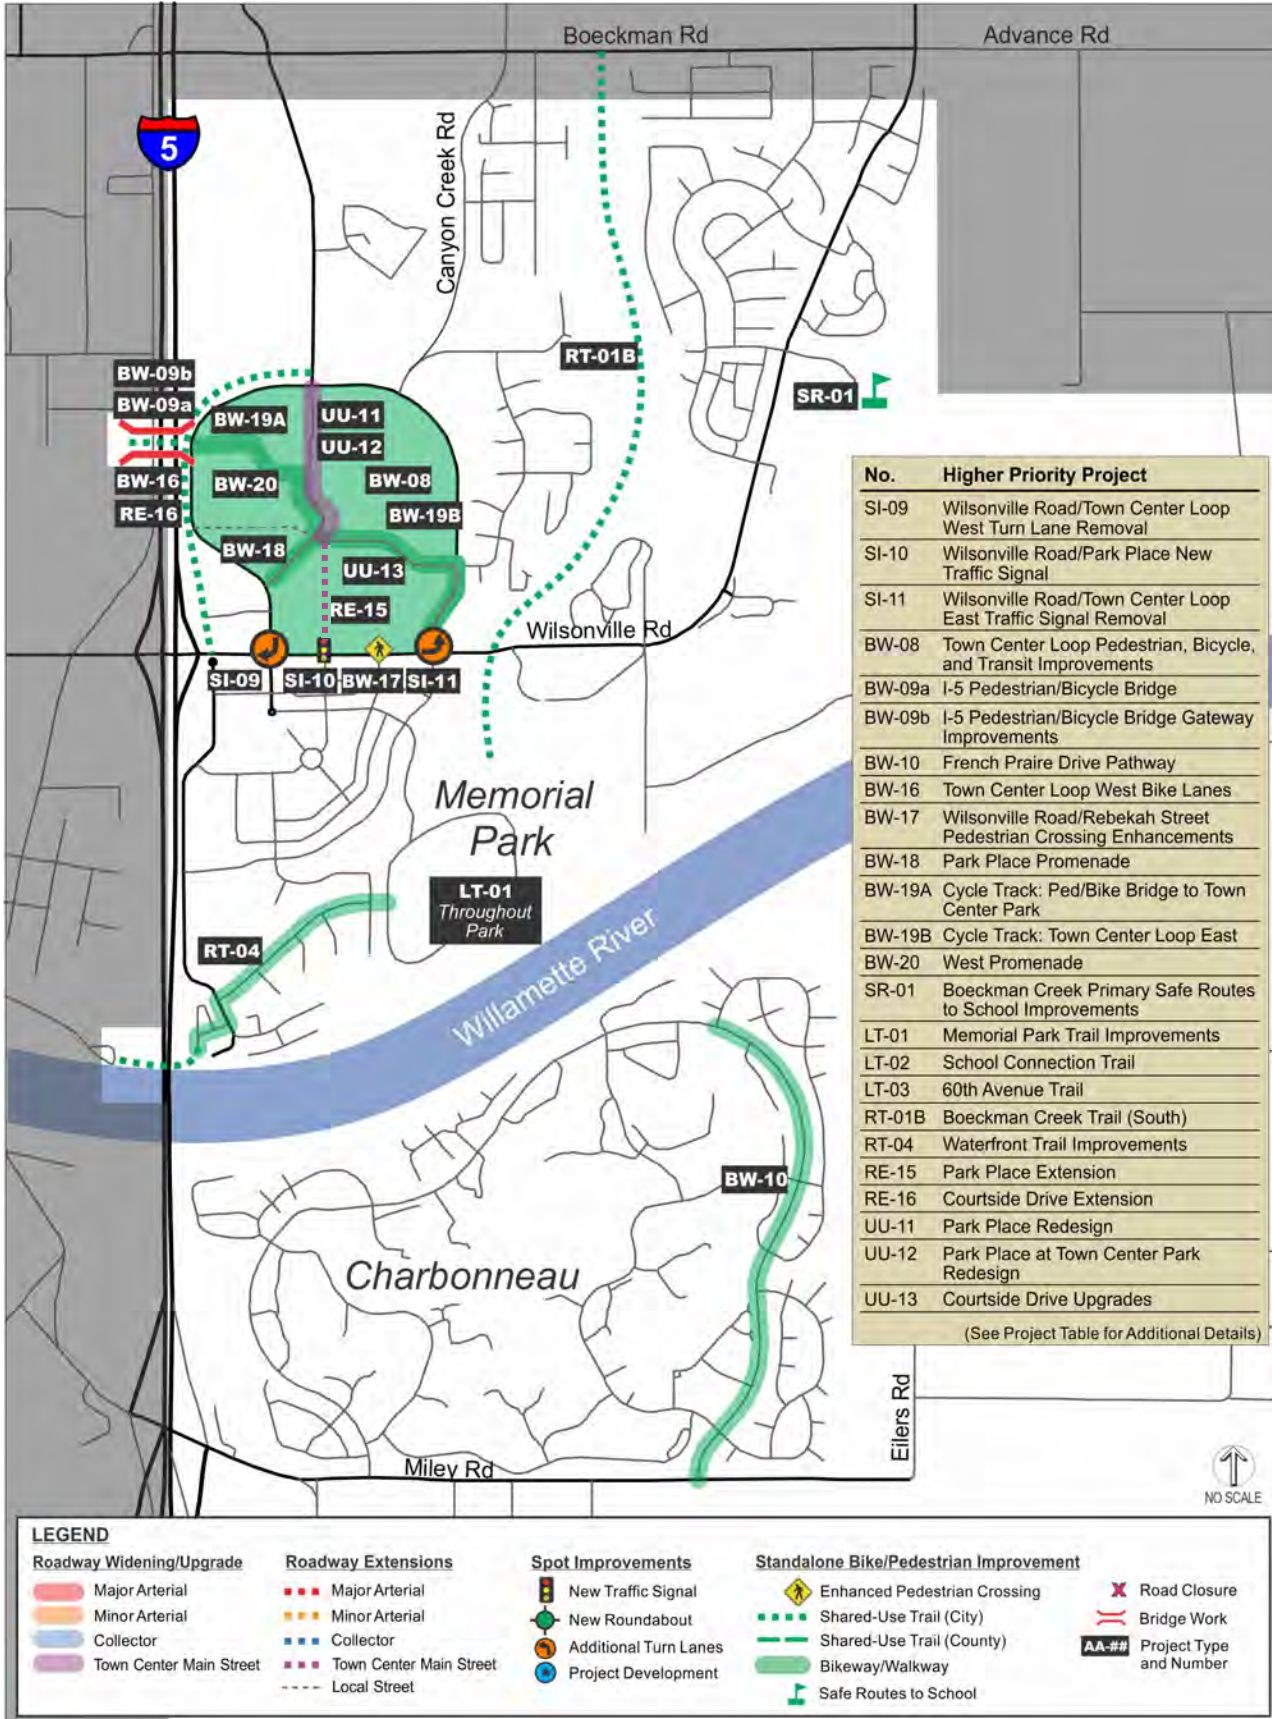 Boeckman Rd
Advance Rd
5
Canyon Creek Rd
RT-01B
BW-09b
BW-09a
BW-19A
UU-11
UU-12
SR-01
BW-16
BW-20
BW-08
RE-16
BW-19B
BW-18
UU-13
RE-15
Wilsonville Rd
SI-09
SI-10
BW-17
SI-11
Memorial
Park
LT-01
Throughout
Park
RT-04
Willamette River
BW-10
Charbonneau
Eilers Rd
Miley Rd
No. Higher Priority Project
SI-09 Wilsonville Road/Town Center Loop
West Turn Lane Removal
SI-10 Wilsonville Road/Park Place New
Traffic Signal
SI-11 Wilsonville Road/Town Center Loop
East Traffic Signal Removal
BW-08 Town Center Loop Pedestrian, Bicycle,
and Transit Improvements
BW-09a I-5 Pedestrian/Bicycle Bridge
BW-09b I-5 Pedestrian/Bicycle Bridge Gateway
Improvements
BW-10 French Praire Drive Pathway
BW-16 Town Center Loop West Bike Lanes
BW-17 Wilsonville Road/Rebekah Street
Pedestrian Crossing Enhancements
BW-18 Park Place Promenade
BW-19A Cycle Track: Ped/Bike Bridge to Town
Center Park
BW-19B Cycle Track: Town Center Loop East
BW-20 West Promenade
SR-01 Boeckman Creek Primary Safe Routes
to School Improvements
LT-01 Memorial Park Trail Improvements
LT-02 School Connection Trail
LT-03 60th Avenue Trail
RT-01B Boeckman Creek Trail (South)
RT-04 Waterfront Trail Improvements
RE-15 Park Place Extension
RE-16 Courtside Drive Extension
UU-11 Park Place Redesign
UU-12 Park Place at Town Center Park
Redesign
UU-13 Courtside Drive Upgrades
(See Project Table for Additional Details)
NO SCALE
LEGEND
Roadway Widening/Upgrade
Major Arterial
Minor Arterial
Collector
Town Center Main Street
Roadway Extensions
Major Arterial
Minor Arterial
Collector
Town Center Main Street
Local Street
Spot Improvements
New Traffic Signal
New Roundabout
Additional Turn Lanes
Project Development
Standalone Bike/Pedestrian Improvement
Enhanced Pedestrian Crossing
Shared-Use Trail (City)
Shared-Use Trail (County)
Bikeway/Walkway
Safe Routes to School
Road Closure
Bridge Work
AA-## Project Type
and Number